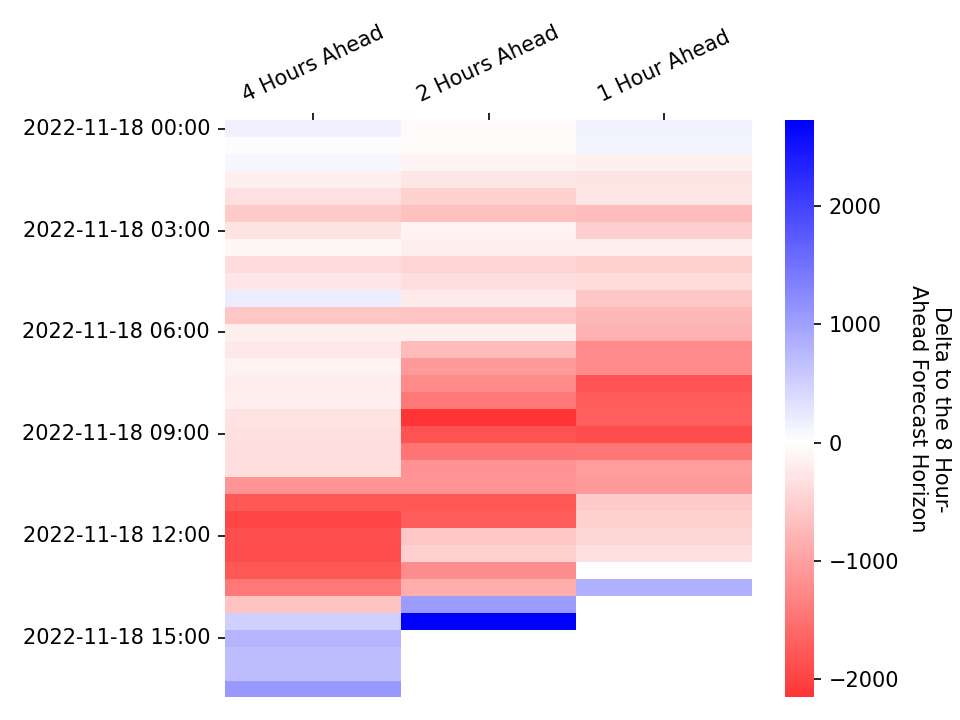 4 Hours Ahead
2 Hours Ahead
1 Hour Ahead
2022-11-18 00:00
2022-11-18 03:00
2022-11-18 06:00
2022-11-18 09:00
2022-11-18 12:00
2022-11-18 15:00
2000
1000
0
−1000
−2000
Delta to the 8 Hour-
Ahead Forecast Horizon